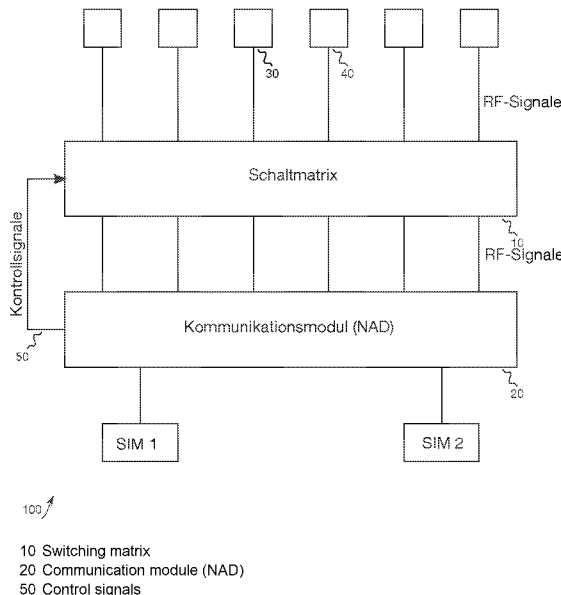 30
40
RF-Signale
Schaltmatrix
10
RF-Signale
Kontrollsignale
Kommunikationsmodul (NAD)
50
20
SIM 1
SIM 2
100
10 Switching matrix
20 Communication module (NAD)
50 Control signals